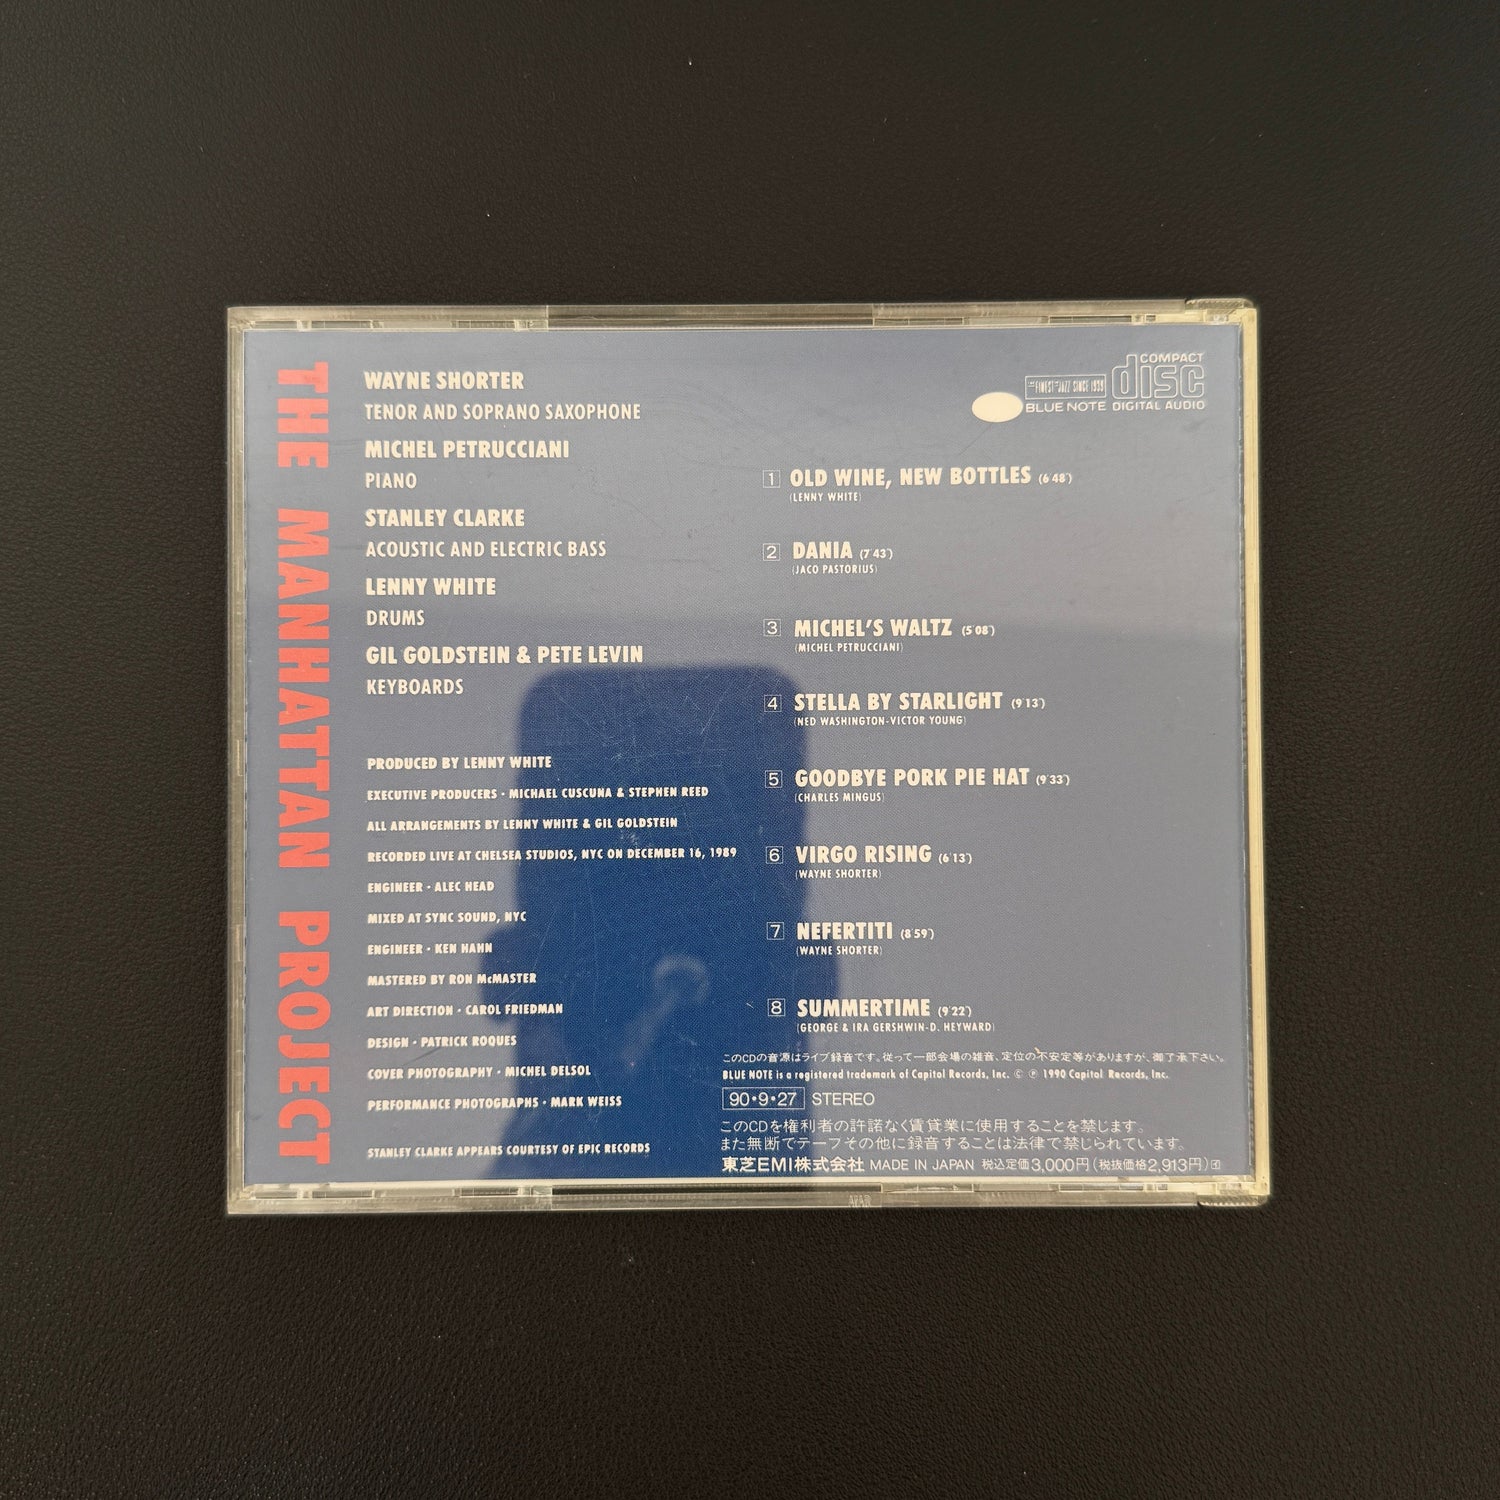 THE MANHATTAN PROJECT
WAYNE SHORTER
TENOR AND SOPRANO SAXOPHONE
MICHEL PETRUCCIANI
PIANO
STANLEY CLARKE
ACOUSTIC AND ELECTRIC BASS
LENNY WHITE
DRUMS
GIL GOLDSTEIN & PETE LEVIN
KEYBOARDS
PRODUCED BY LENNY WHITE
EXECUTIVE PRODUCERS • MICHAEL CUSCUNA & STEPHEN REED
ALL ARRANGEMENTS BY LENNY WHITE & GIL GOLDSTEIN
RECORDED LIVE AT CHELSEA STUDIOS, NYC ON DECEMBER 16, 1989
ENGINEER • ALEC HEAD
MIXED AT SYNC SOUND, NYC
ENGINEER • KEN HAHN
MASTERED BY RON McMASTER
ART DIRECTION • CAROL FRIEDMAN
DESIGN • PATRICK ROQUES
COVER PHOTOGRAPHY • MICHEL DELSOL
PERFORMANCE PHOTOGRAPHS • MARK WEISS
STANLEY CLARKE APPEARS COURTESY OF EPIC RECORDS
THE FINEST IN JAZZ SINCE 1939
BLUE NOTE
COMPACT
disc
DIGITAL AUDIO
1 OLD WINE, NEW BOTTLES (6'48")
(LENNY WHITE)
2 DANIA (7'43")
(JACO PASTORIUS)
3 MICHEL'S WALTZ (5'08")
(MICHEL PETRUCCIANI)
4 STELLA BY STARLIGHT (9'13")
(NED WASHINGTON-VICTOR YOUNG)
5 GOODBYE PORK PIE HAT (9'33")
(CHARLES MINGUS)
6 VIRGO RISING (6'13")
(WAYNE SHORTER)
7 NEFERTITI (8'59")
(WAYNE SHORTER)
8 SUMMERTIME (9'22")
(GEORGE & IRA GERSHWIN-D. HEYWARD)
このCDの音源はライブ録音です。従って一部会場の雑音、定位の不安定等がありますが、御了承下さい。
BLUE NOTE is a registered trademark of Capitol Records, Inc. © ℗ 1990 Capitol Records, Inc.
90•9•27 STEREO
このCDを権利者の許諾なく賃貸業に使用することを禁じます。
また無断でテープその他に録音することは法律で禁じられています。
東芝EMI株式会社 MADE IN JAPAN 税込定価3,000円(税抜価格2,913円)